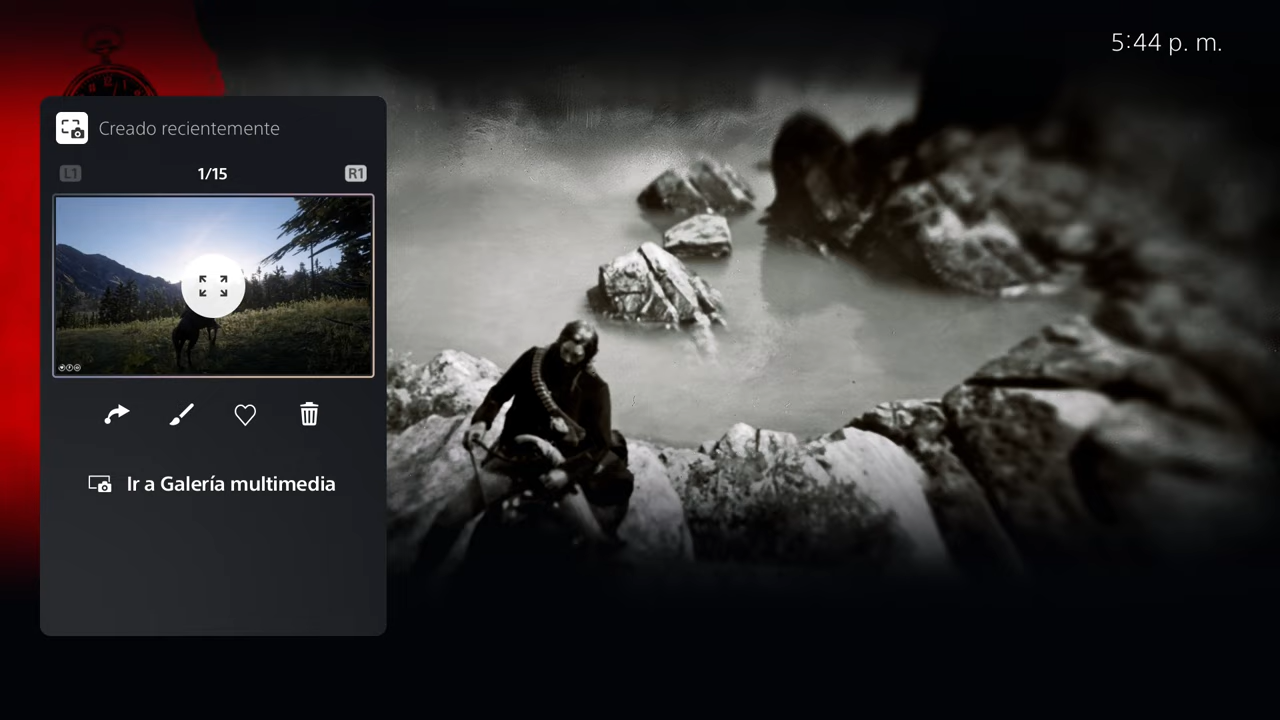 5:44 p. m.
Creado recientemente
L1
1/15
R1
Ir a Galería multimedia